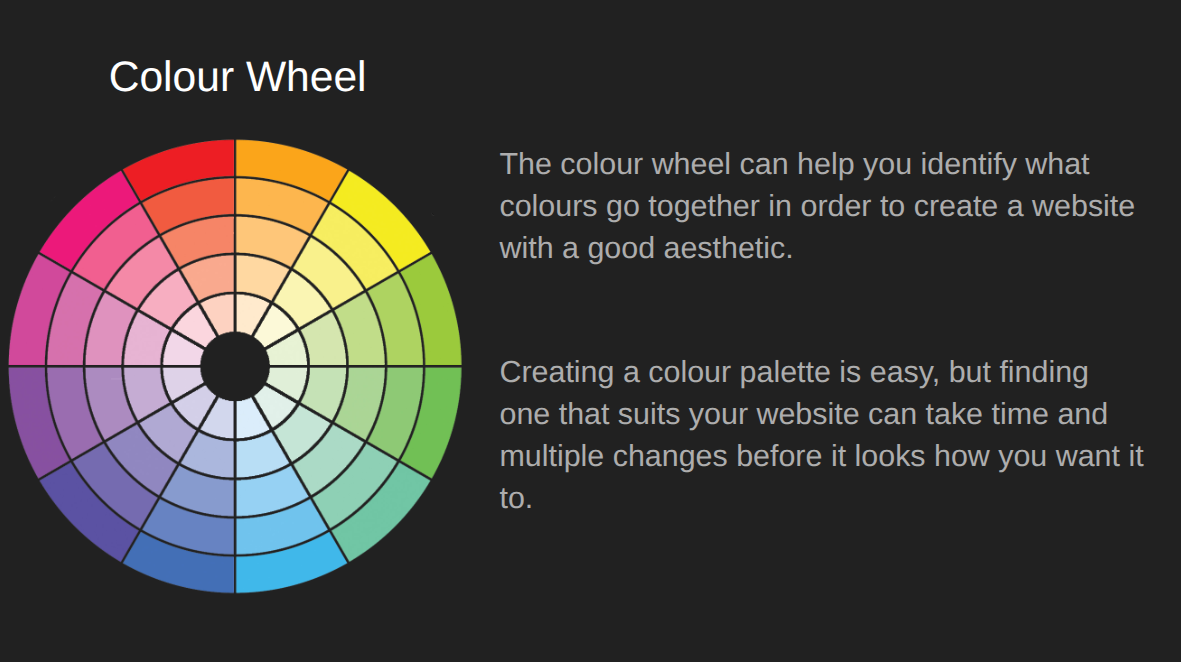 Colour Wheel
The colour wheel can help you identify what
colours go together in order to create a website
with a good aesthetic.
Creating a colour palette is easy, but finding
one that suits your website can take time and
multiple changes before it looks how you want it
to.